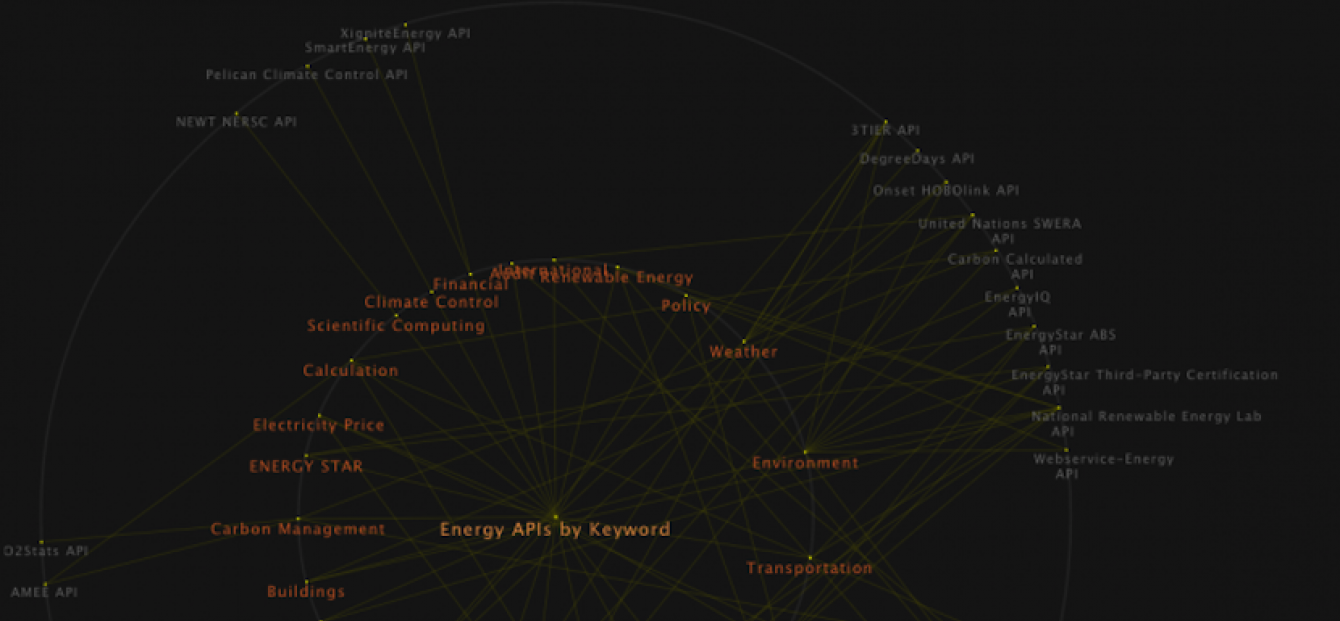 XigniteEnergy API
SmartEnergy API
Pelican Climate Control API
NEWT NERSC API
3TIER API
DegreeDays API
Onset HOBOlink API
United Nations SWERA
API
Carbon Calculated
API
EnergyIQ
API
EnergyStar ABS
API
EnergyStar Third-Party Certification
API
National Renewable Energy Lab
API
Webservice-Energy
API
International
Audit
Renewable Energy
Financial
Climate Control
Policy
Scientific Computing
Weather
Calculation
Electricity Price
ENERGY STAR
Environment
Carbon Management
Energy APIs by Keyword
O2Stats API
Transportation
AMEE API
Buildings